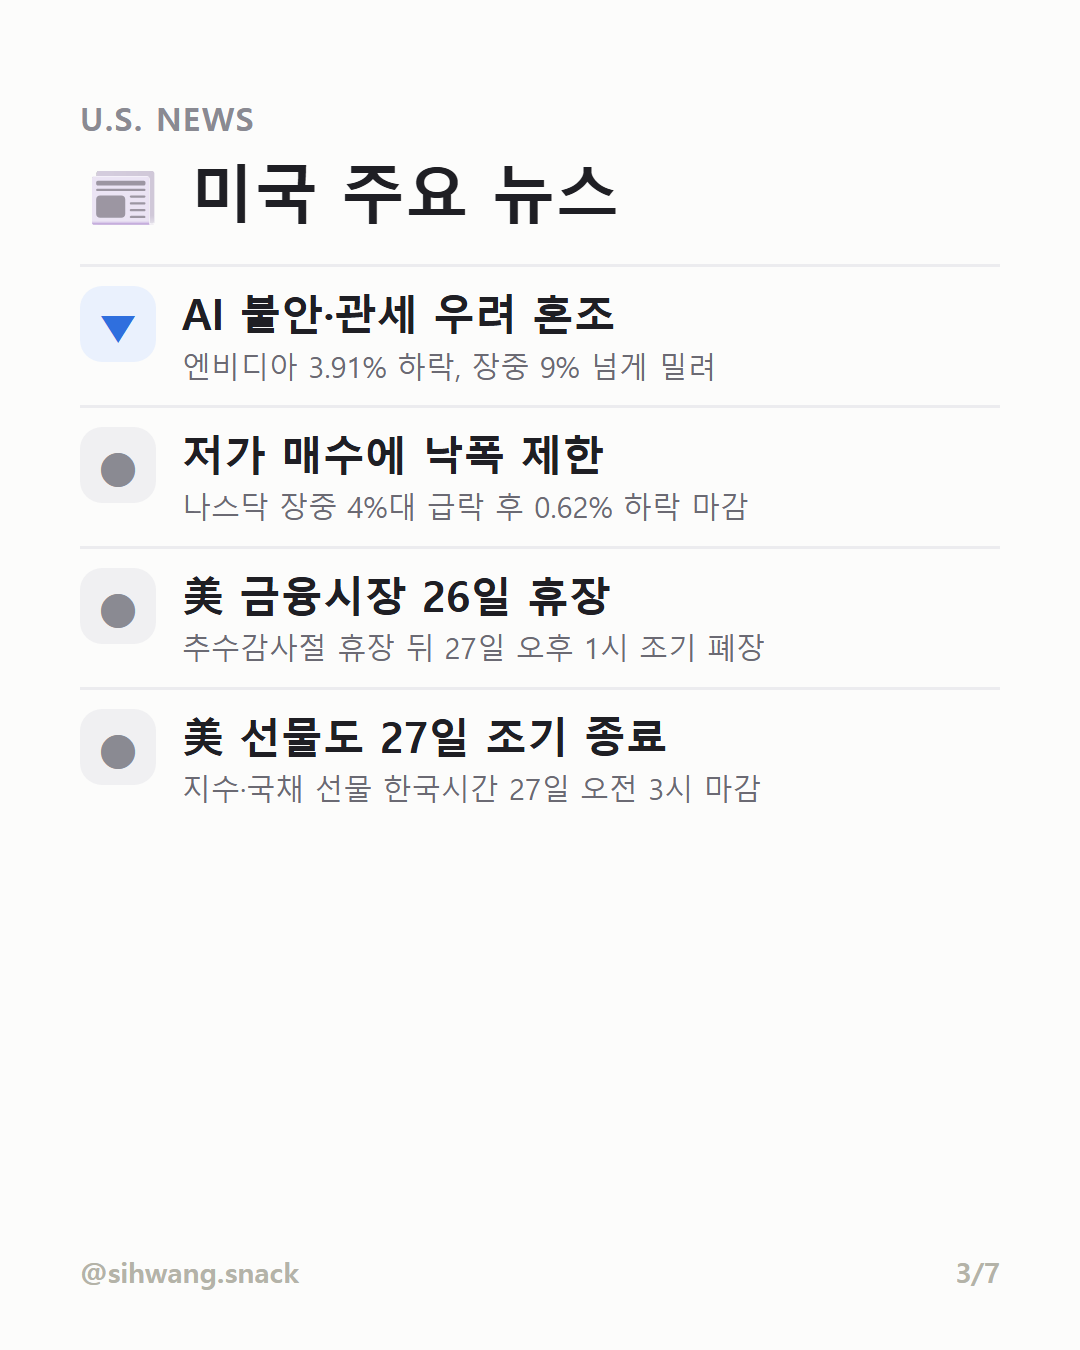 U.S. NEWS
미국 주요 뉴스
AI 불안·관세 우려 혼조
엔비디아 3.91% 하락, 장중 9% 넘게 밀려
저가 매수에 낙폭 제한
나스닥 장중 4%대 급락 후 0.62% 하락 마감
美 금융시장 26일 휴장
추수감사절 휴장 뒤 27일 오후 1시 조기 폐장
美 선물도 27일 조기 종료
지수·국채 선물 한국시간 27일 오전 3시 마감
@sihwang.snack
3/7